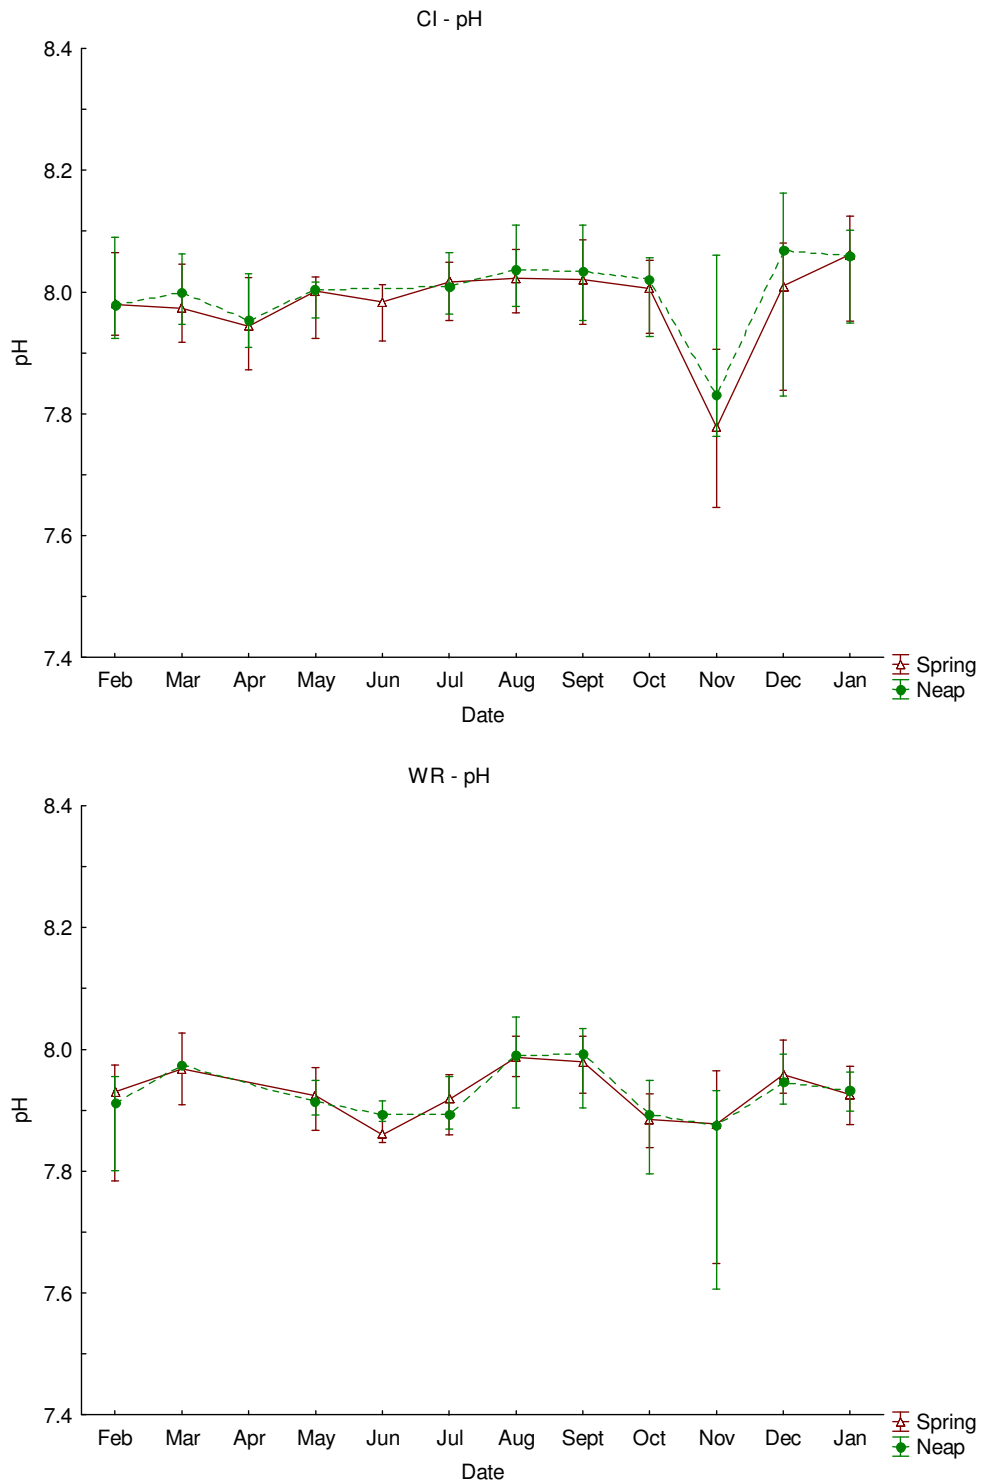 CI - pH
8.4
8.2
8.0
7.8
7.6
7.4
pH
Feb Mar Apr May Jun Jul Aug Sept Oct Nov Dec Jan
Date
Spring
Neap
WR - pH
8.4
8.2
8.0
7.8
7.6
7.4
pH
Feb Mar Apr May Jun Jul Aug Sept Oct Nov Dec Jan
Date
Spring
Neap